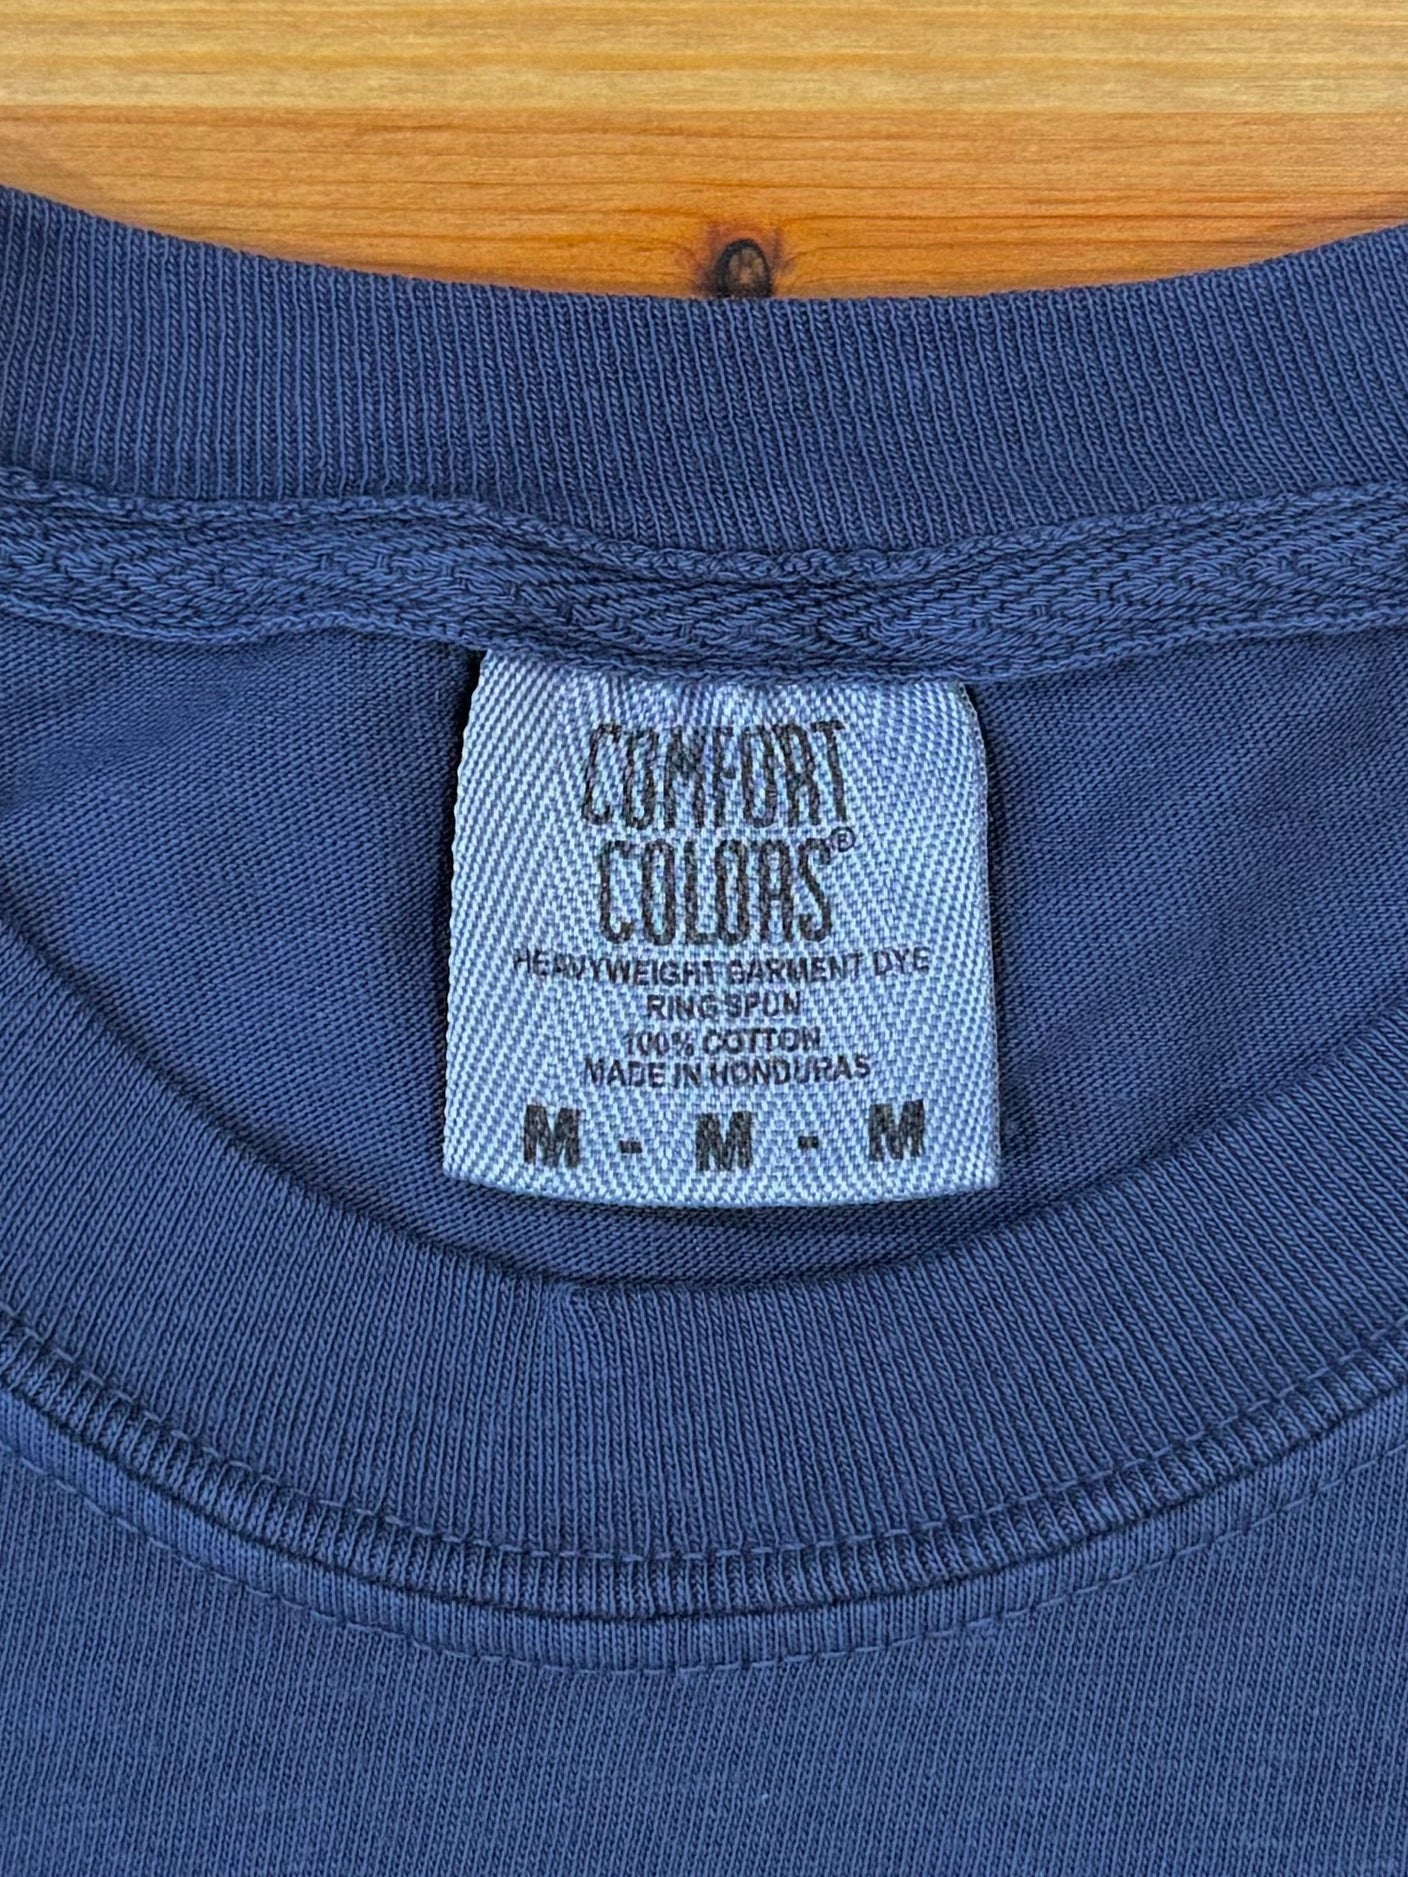 COMFORT
COLORS®
HEAVYWEIGHT GARMENT DYE
RING SPUN
100% COTTON
MADE IN HONDURAS
M - M - M